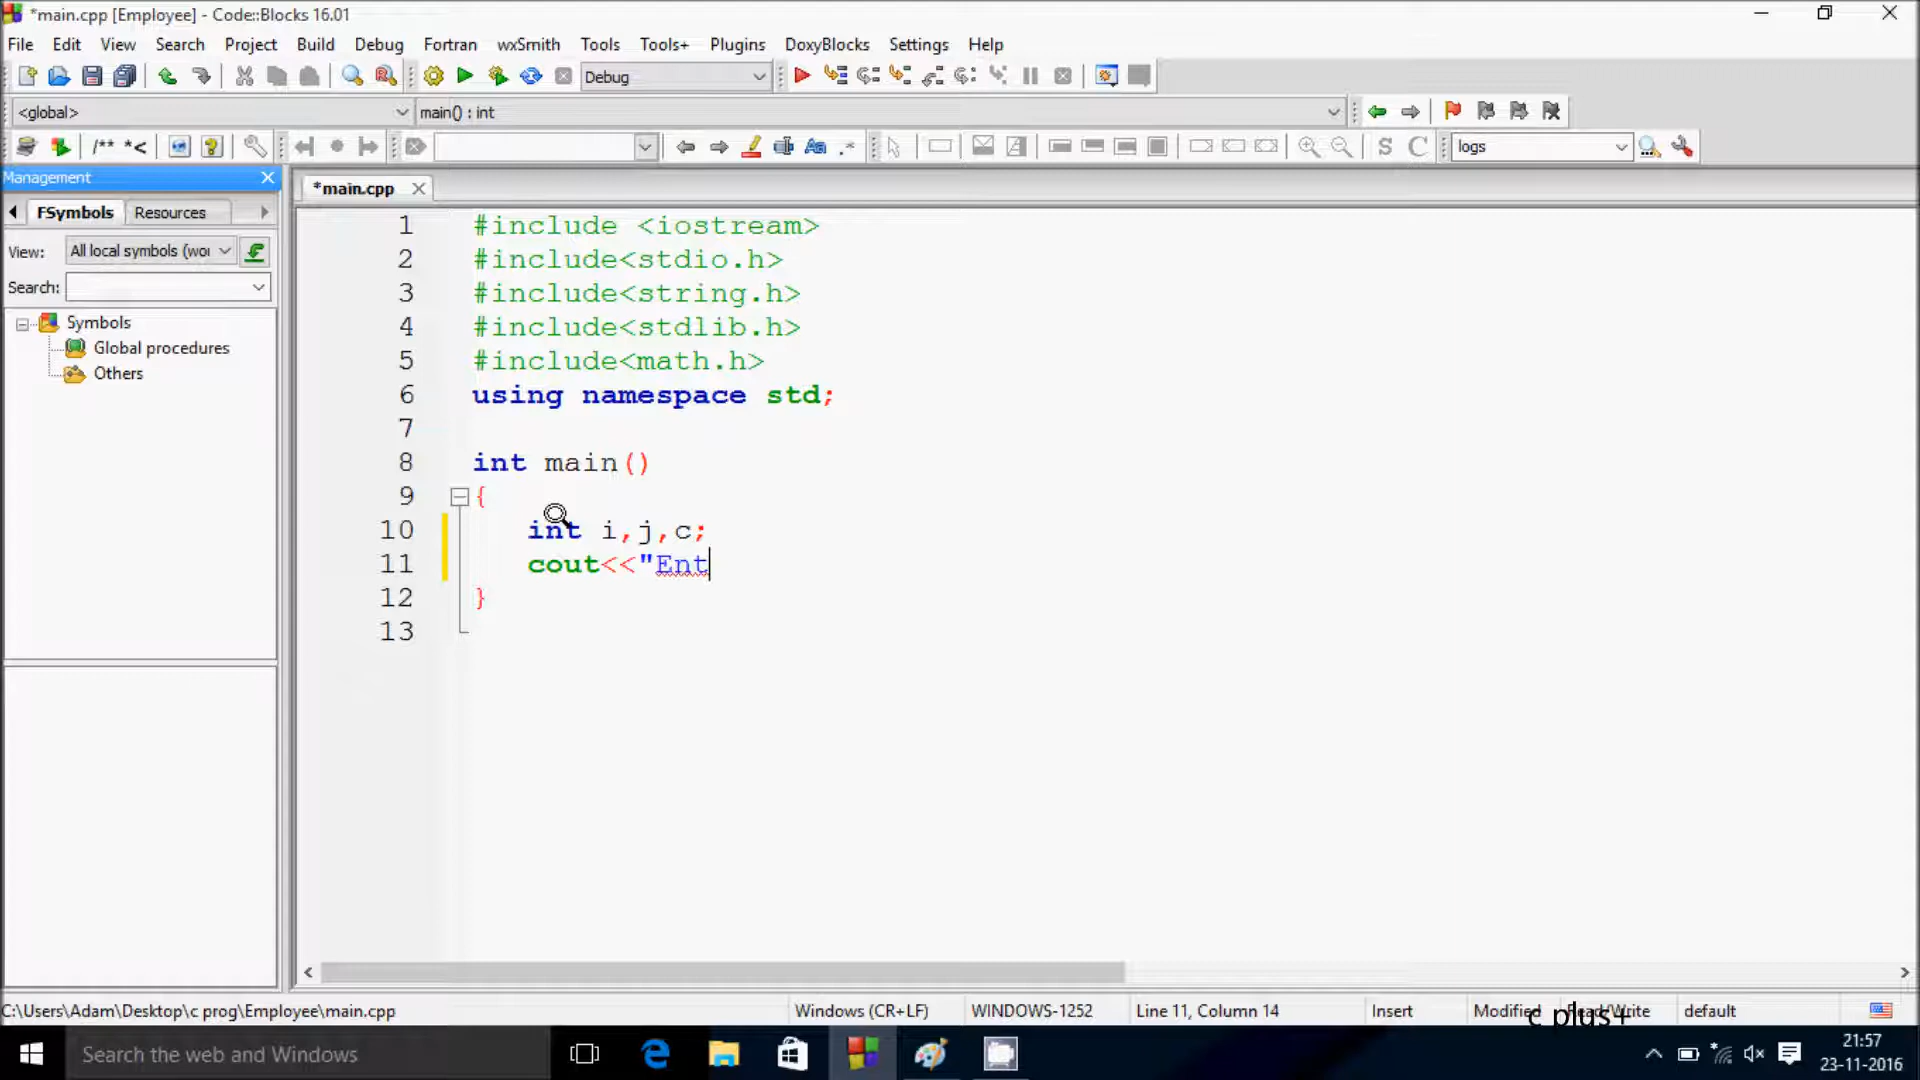 *main.cpp [Employee] - Code::Blocks 16.01
File Edit View Search Project Build Debug Fortran wxSmith Tools Tools+ Plugins DoxyBlocks Settings Help
Debug
<global> main() : int
/** *< logs
Management
*main.cpp
FSymbols Resources
View: All local symbols (wor
Search:
Symbols
Global procedures
Others
1 #include <iostream>
2 #include<stdio.h>
3 #include<string.h>
4 #include<stdlib.h>
5 #include<math.h>
6 using namespace std;
7
8 int main()
9 {
10 int i,j,c;
11 cout<<"Ent
12 }
13
C:\Users\Adam\Desktop\c prog\Employee\main.cpp Windows (CR+LF) WINDOWS-1252 Line 11, Column 14 Insert Modified Read/Write default
c plus+
Search the web and Windows
21:57
23-11-2016